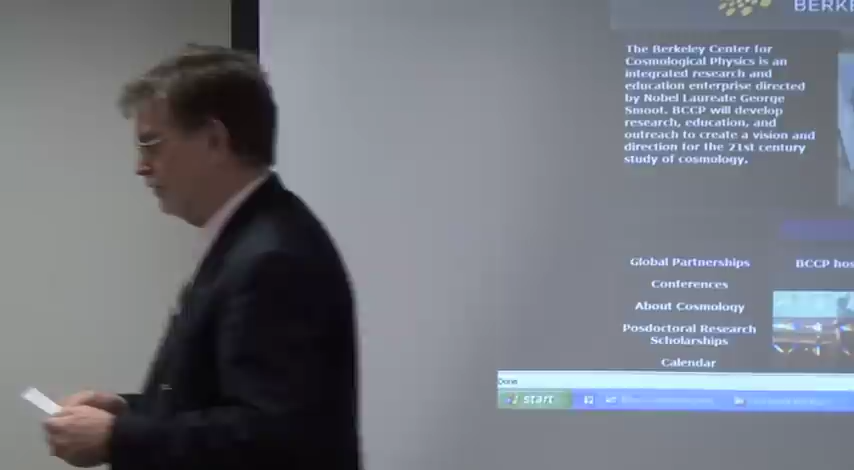 BERKE
The Berkeley Center for
Cosmological Physics is an
integrated research and
education enterprise directed
by Nobel Laureate George
Smoot. BCCP will develop
research, education, and
outreach to create a vision and
direction for the 21st century
study of cosmology.
Global Partnerships
BCCP hos
Conferences
About Cosmology
Posdoctoral Research
Scholarships
Calendar
Done
start